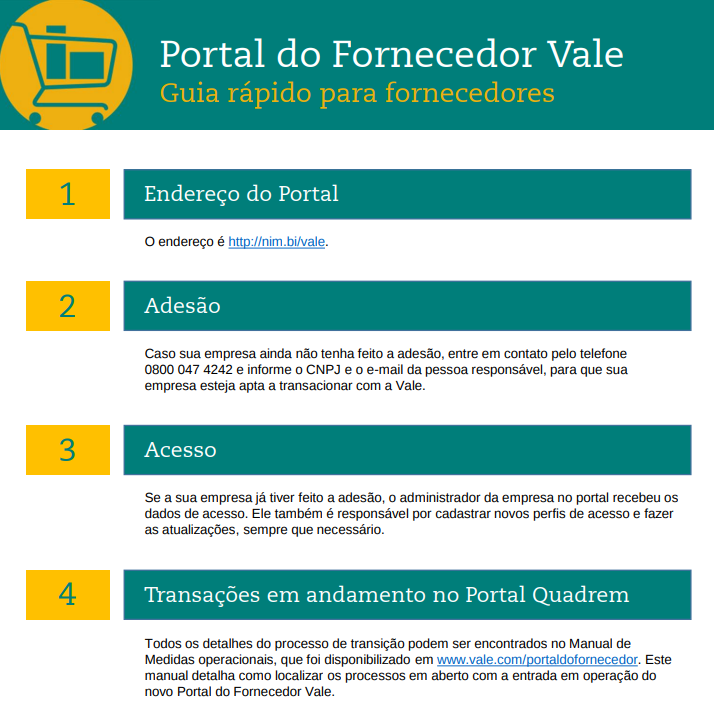 Portal do Fornecedor Vale
Guia rápido para fornecedores
1
Endereço do Portal
O endereço é http://nim.bi/vale.
2
Adesão
Caso sua empresa ainda não tenha feito a adesão, entre em contato pelo telefone
0800 047 4242 e informe o CNPJ e o e-mail da pessoa responsável, para que sua
empresa esteja apta a transacionar com a Vale.
3
Acesso
Se a sua empresa já tiver feito a adesão, o administrador da empresa no portal recebeu os
dados de acesso. Ele também é responsável por cadastrar novos perfis de acesso e fazer
as atualizações, sempre que necessário.
4
Transações em andamento no Portal Quadrem
Todos os detalhes do processo de transição podem ser encontrados no Manual de
Medidas operacionais, que foi disponibilizado em www.vale.com/portaldofornecedor. Este
manual detalha como localizar os processos em aberto com a entrada em operação do
novo Portal do Fornecedor Vale.